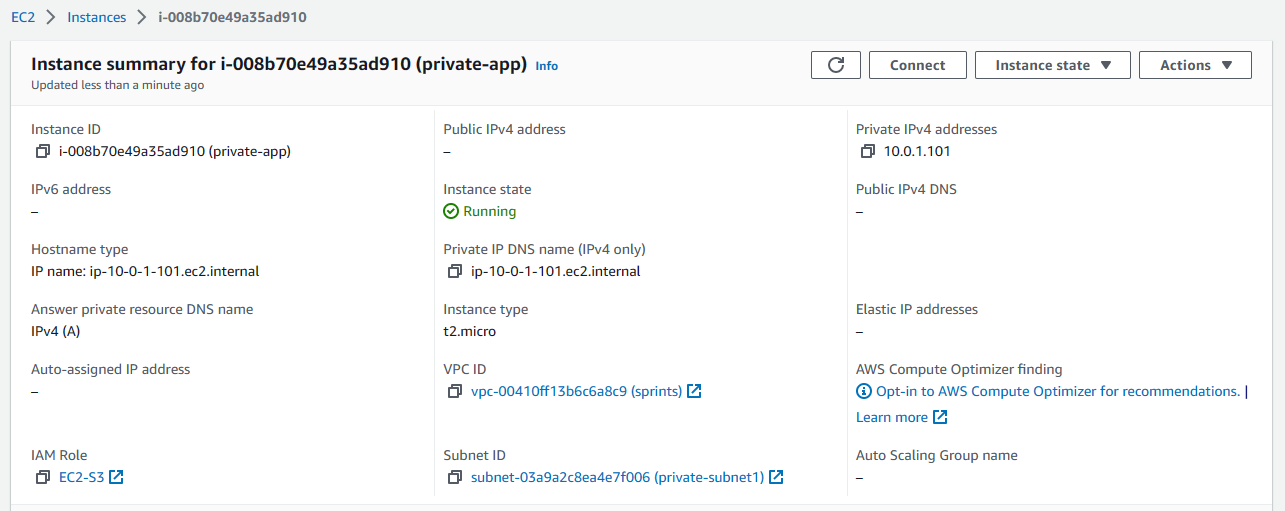 EC2 > Instances > i-008b70e49a35ad910
Instance summary for i-008b70e49a35ad910 (private-app) Info
Updated less than a minute ago
Connect
Instance state
Actions
Instance ID
i-008b70e49a35ad910 (private-app)
Public IPv4 address
–
Private IPv4 addresses
10.0.1.101
IPv6 address
–
Instance state
Running
Public IPv4 DNS
–
Hostname type
IP name: ip-10-0-1-101.ec2.internal
Private IP DNS name (IPv4 only)
ip-10-0-1-101.ec2.internal
Answer private resource DNS name
IPv4 (A)
Instance type
t2.micro
Elastic IP addresses
–
Auto-assigned IP address
–
VPC ID
vpc-00410ff13b6c6a8c9 (sprints)
AWS Compute Optimizer finding
Opt-in to AWS Compute Optimizer for recommendations. |
Learn more
IAM Role
EC2-S3
Subnet ID
subnet-03a9a2c8ea4e7f006 (private-subnet1)
Auto Scaling Group name
–